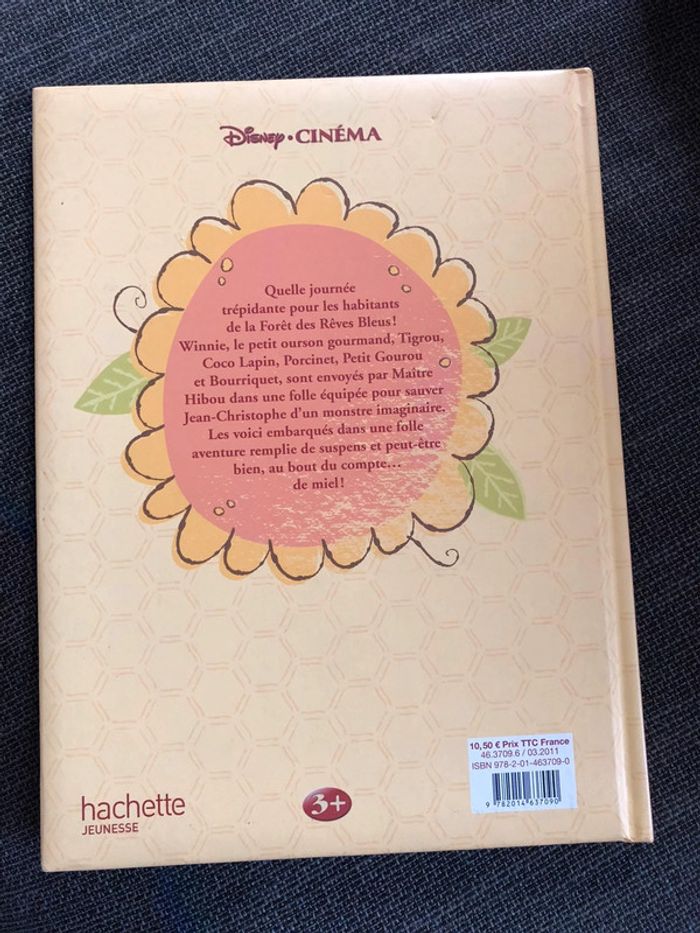 Disney·CINÉMA
Quelle journée
trépidante pour les habitants
de la Forêt des Rêves Bleus!
Winnie, le petit ourson gourmand, Tigrou,
Coco Lapin, Porcinet, Petit Gourou
et Bourriquet, sont envoyés par Maître
Hibou dans une folle équipée pour sauver
Jean-Christophe d'un monstre imaginaire.
Les voici embarqués dans une folle
aventure remplie de suspens et peut-être
bien, au bout du compte...
de miel!
10,50 € Prix TTC France
46.3709.6 / 03.2011
ISBN 978-2-01-463709-0
9 782014 637090
hachette
JEUNESSE
3+